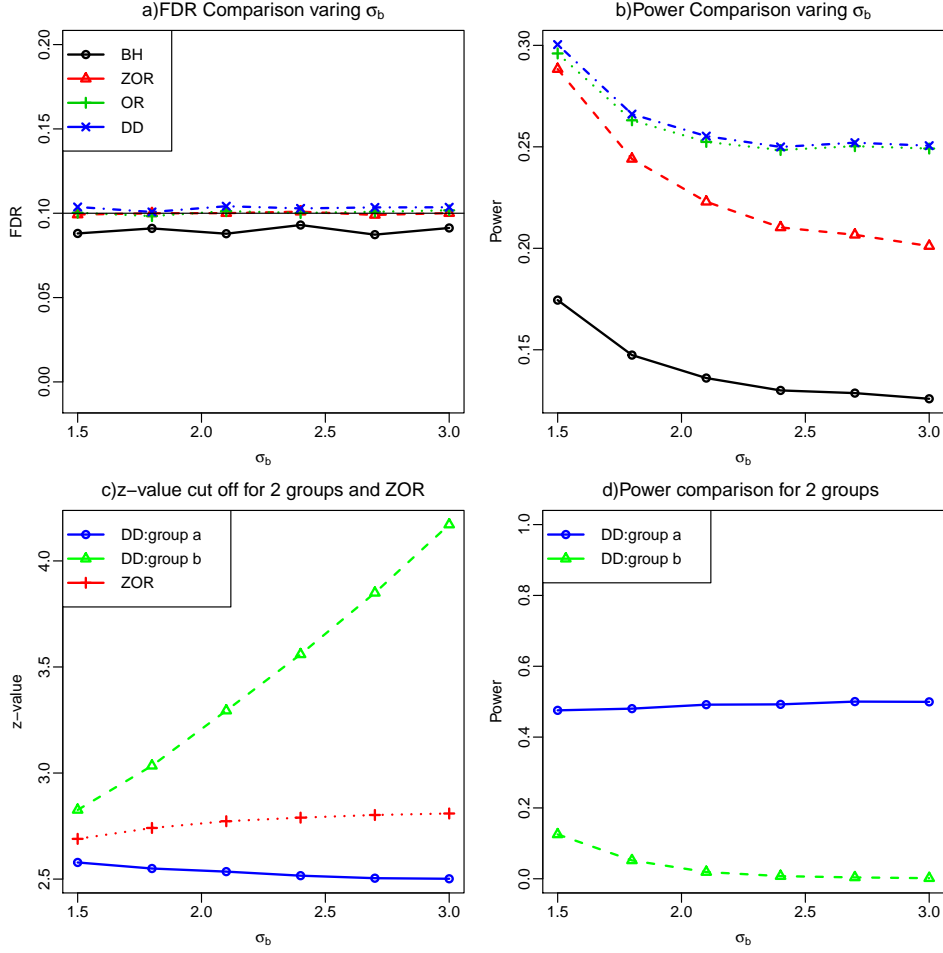 a)FDR Comparison varing σb
0.20
0.15
0.10
0.05
0.00
FDR
BH
ZOR
OR
DD
1.5
2.0
2.5
3.0
σb
b)Power Comparison varing σb
0.30
0.25
0.20
0.15
Power
1.5
2.0
2.5
3.0
σb
c)z−value cut off for 2 groups and ZOR
4.0
3.5
3.0
2.5
z−value
DD:group a
DD:group b
ZOR
1.5
2.0
2.5
3.0
σb
d)Power comparison for 2 groups
1.0
0.8
0.6
0.4
0.2
0.0
Power
DD:group a
DD:group b
1.5
2.0
2.5
3.0
σb